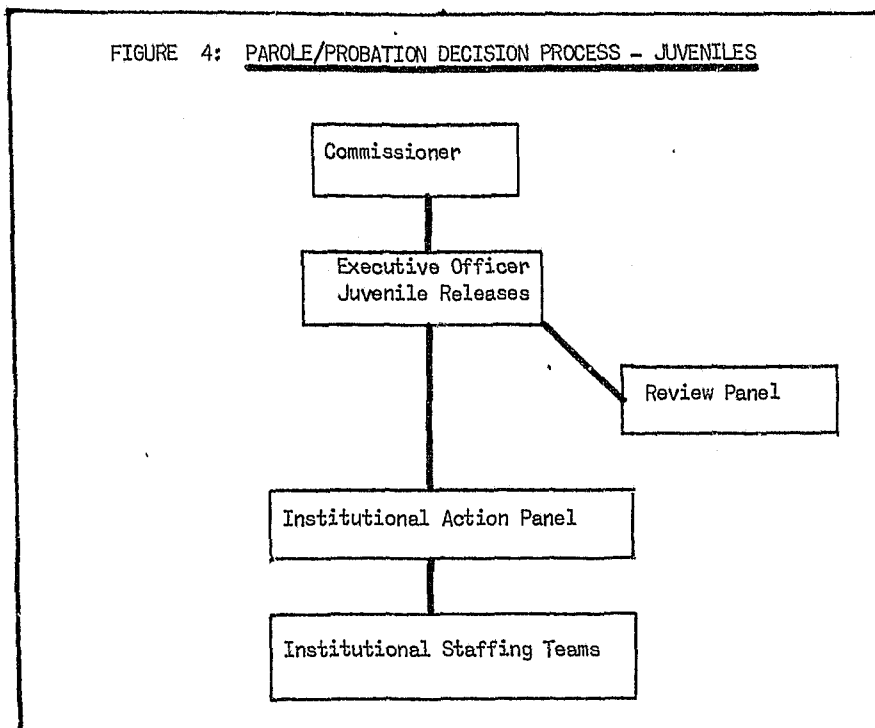 FIGURE 4: PAROLE/PROBATION DECISION PROCESS - JUVENILES
Commissioner
Executive Officer
Juvenile Releases
Review Panel
Institutional Action Panel
Institutional Staffing Teams